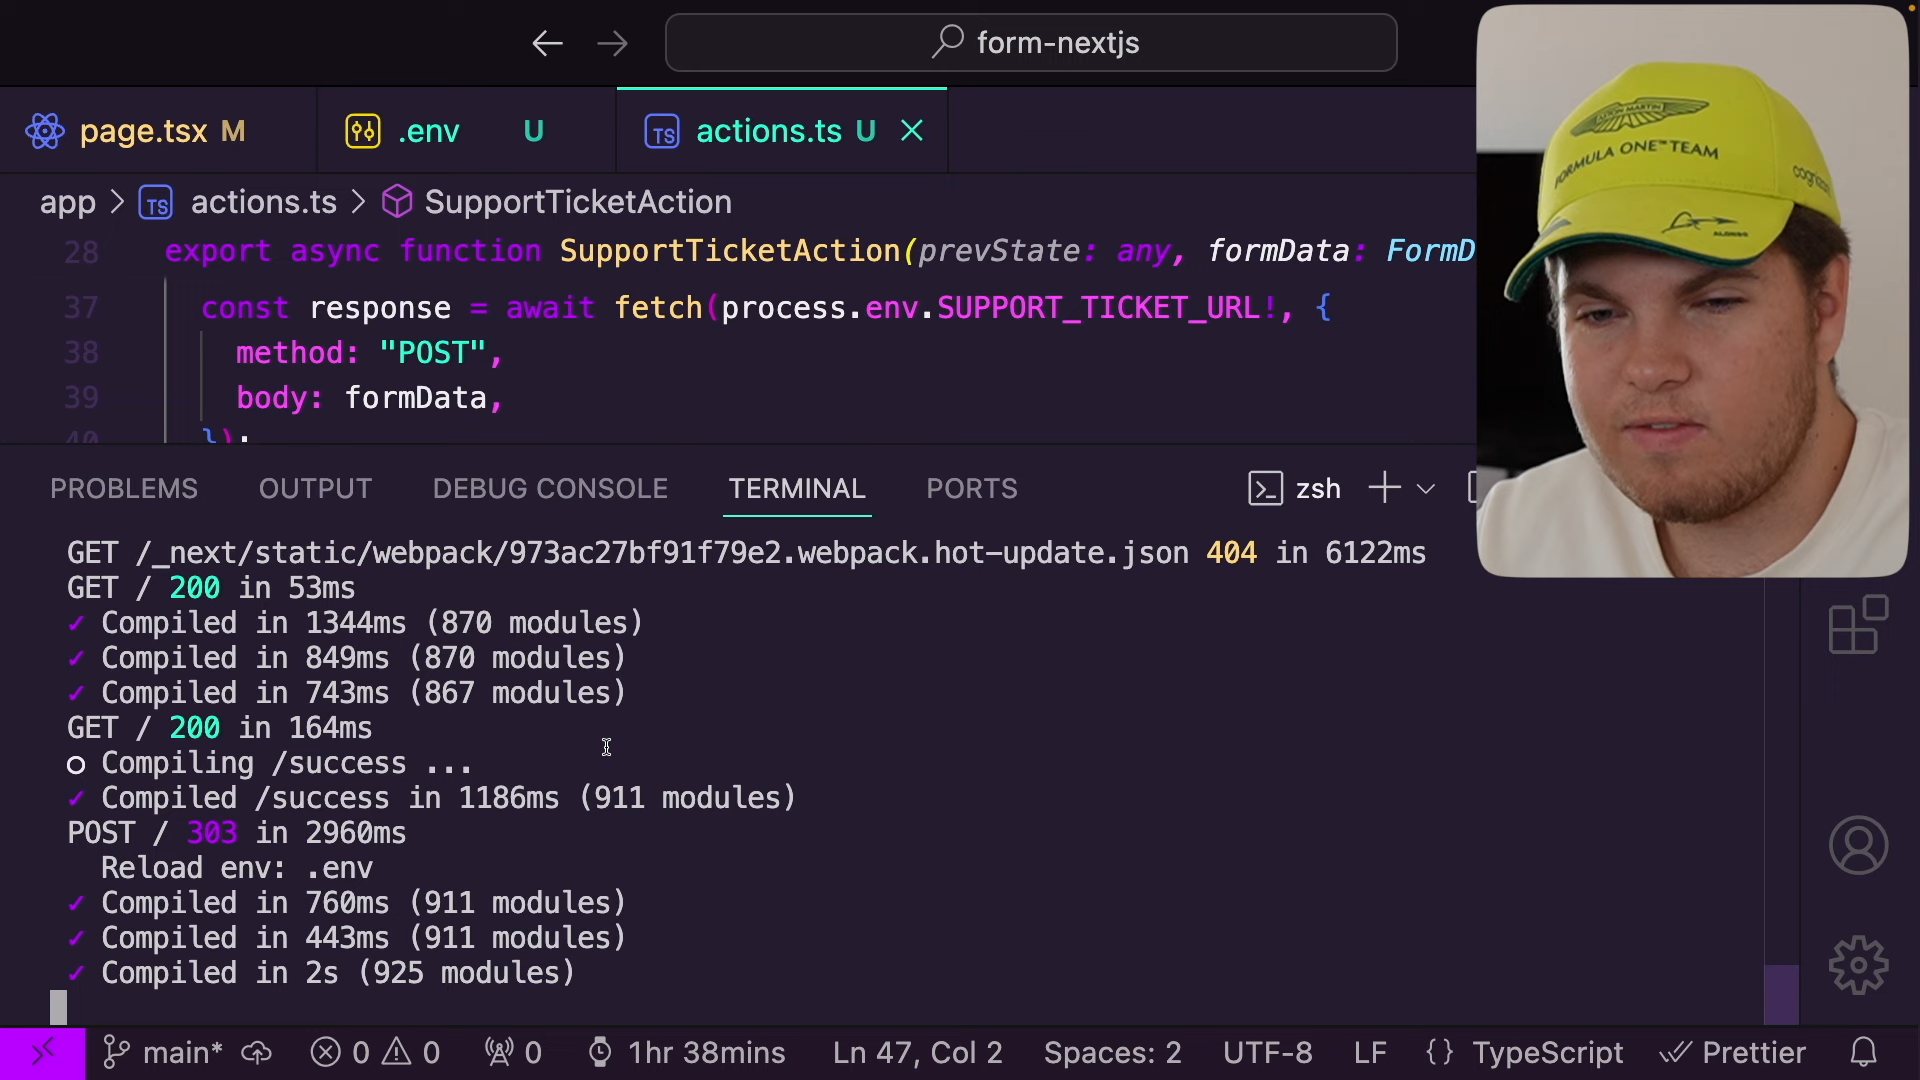 form-nextjs
page.tsx M
.env U
actions.ts U
app > actions.ts > SupportTicketAction
28 export async function SupportTicketAction(prevState: any, formData: FormD
37 const response = await fetch(process.env.SUPPORT_TICKET_URL!, {
38 method: "POST",
39 body: formData,
40 });
PROBLEMS OUTPUT DEBUG CONSOLE TERMINAL PORTS zsh
GET /_next/static/webpack/973ac27bf91f79e2.webpack.hot-update.json 404 in 6122ms
GET / 200 in 53ms
✓ Compiled in 1344ms (870 modules)
✓ Compiled in 849ms (870 modules)
✓ Compiled in 743ms (867 modules)
GET / 200 in 164ms
○ Compiling /success ...
✓ Compiled /success in 1186ms (911 modules)
POST / 303 in 2960ms
Reload env: .env
✓ Compiled in 760ms (911 modules)
✓ Compiled in 443ms (911 modules)
✓ Compiled in 2s (925 modules)
main* 0 0 0 1hr 38mins Ln 47, Col 2 Spaces: 2 UTF-8 LF {} TypeScript Prettier
ASTON MARTIN
FORMULA ONE™ TEAM
cognizant
ALONSO